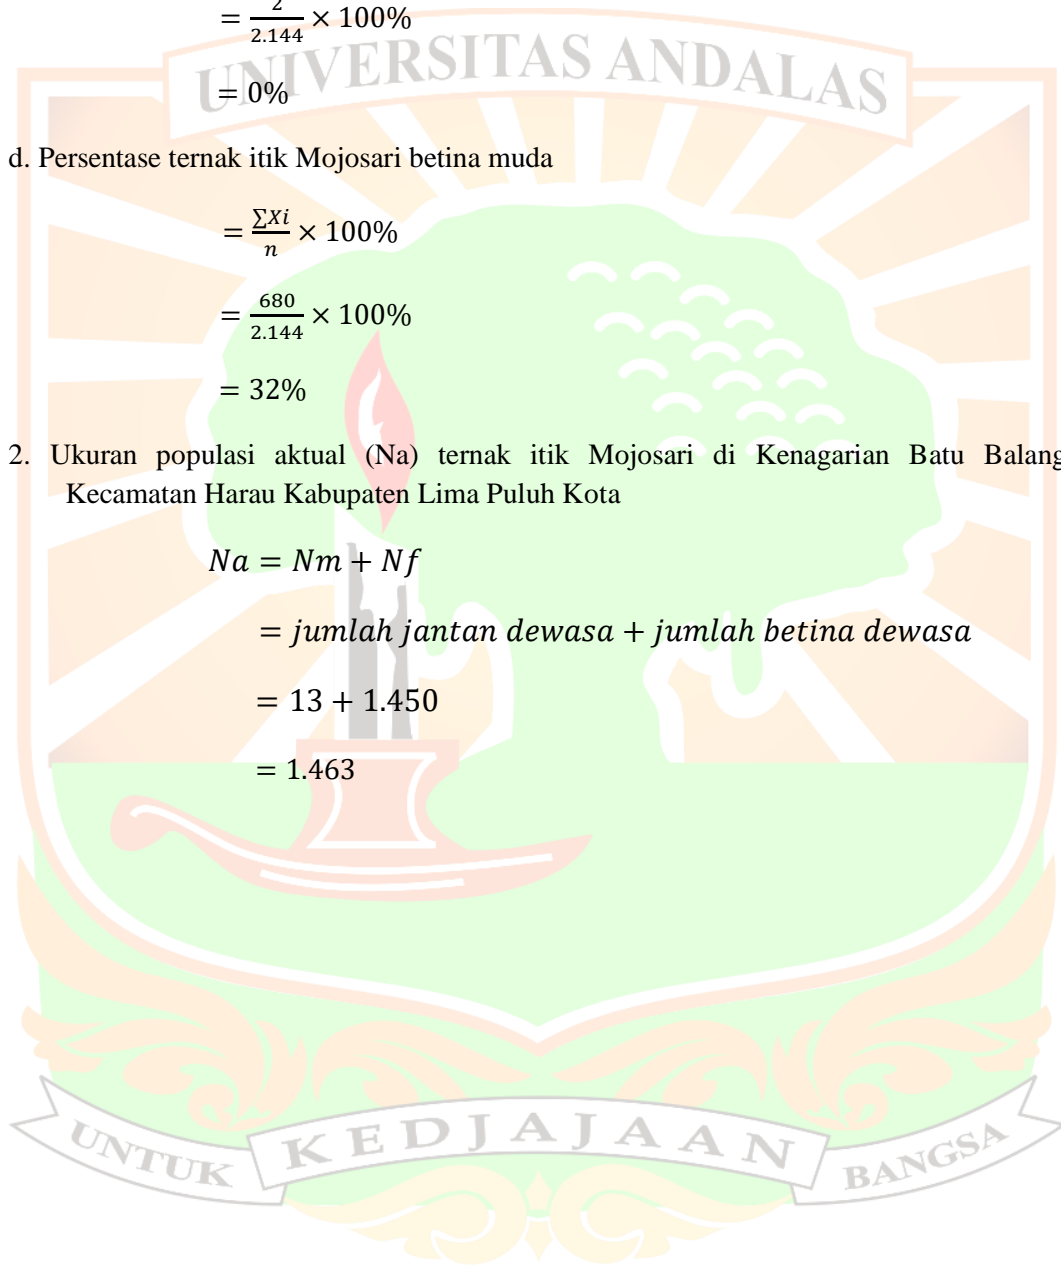 = 2/2.144 × 100%
UNIVERSITAS ANDALAS
= 0%
d. Persentase ternak itik Mojosari betina muda
= ∑Xi/n × 100%
= 680/2.144 × 100%
= 32%
2. Ukuran populasi aktual (Na) ternak itik Mojosari di Kenagarian Batu Balang
Kecamatan Harau Kabupaten Lima Puluh Kota
Na = Nm + Nf
= jumlah jantan dewasa + jumlah betina dewasa
= 13 + 1.450
= 1.463
UNTUK KEDJAJAAN BANGSA